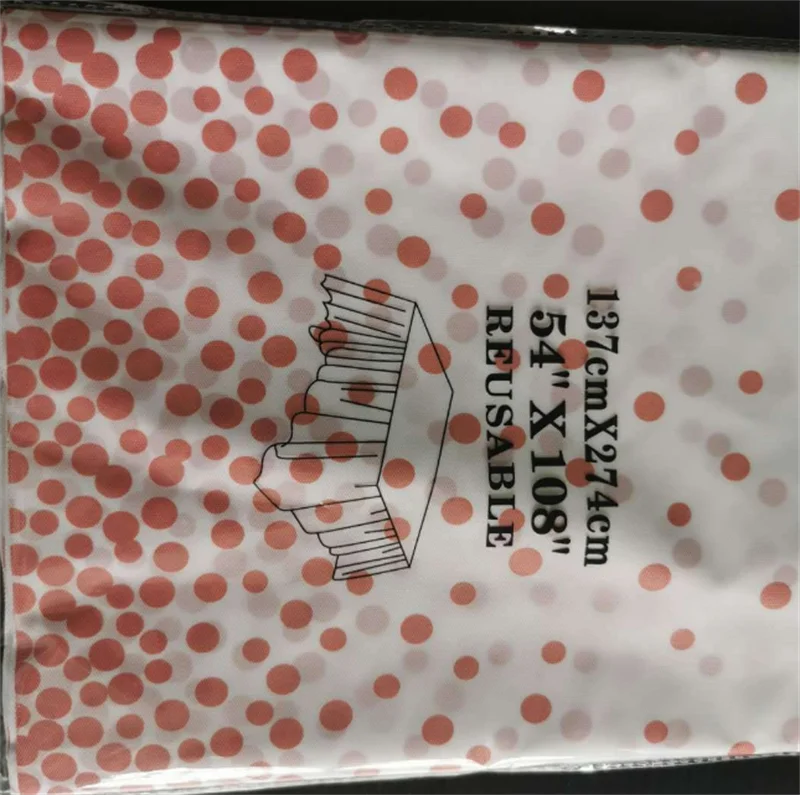 137cmX274cm
54" X 108"
REUSABLE